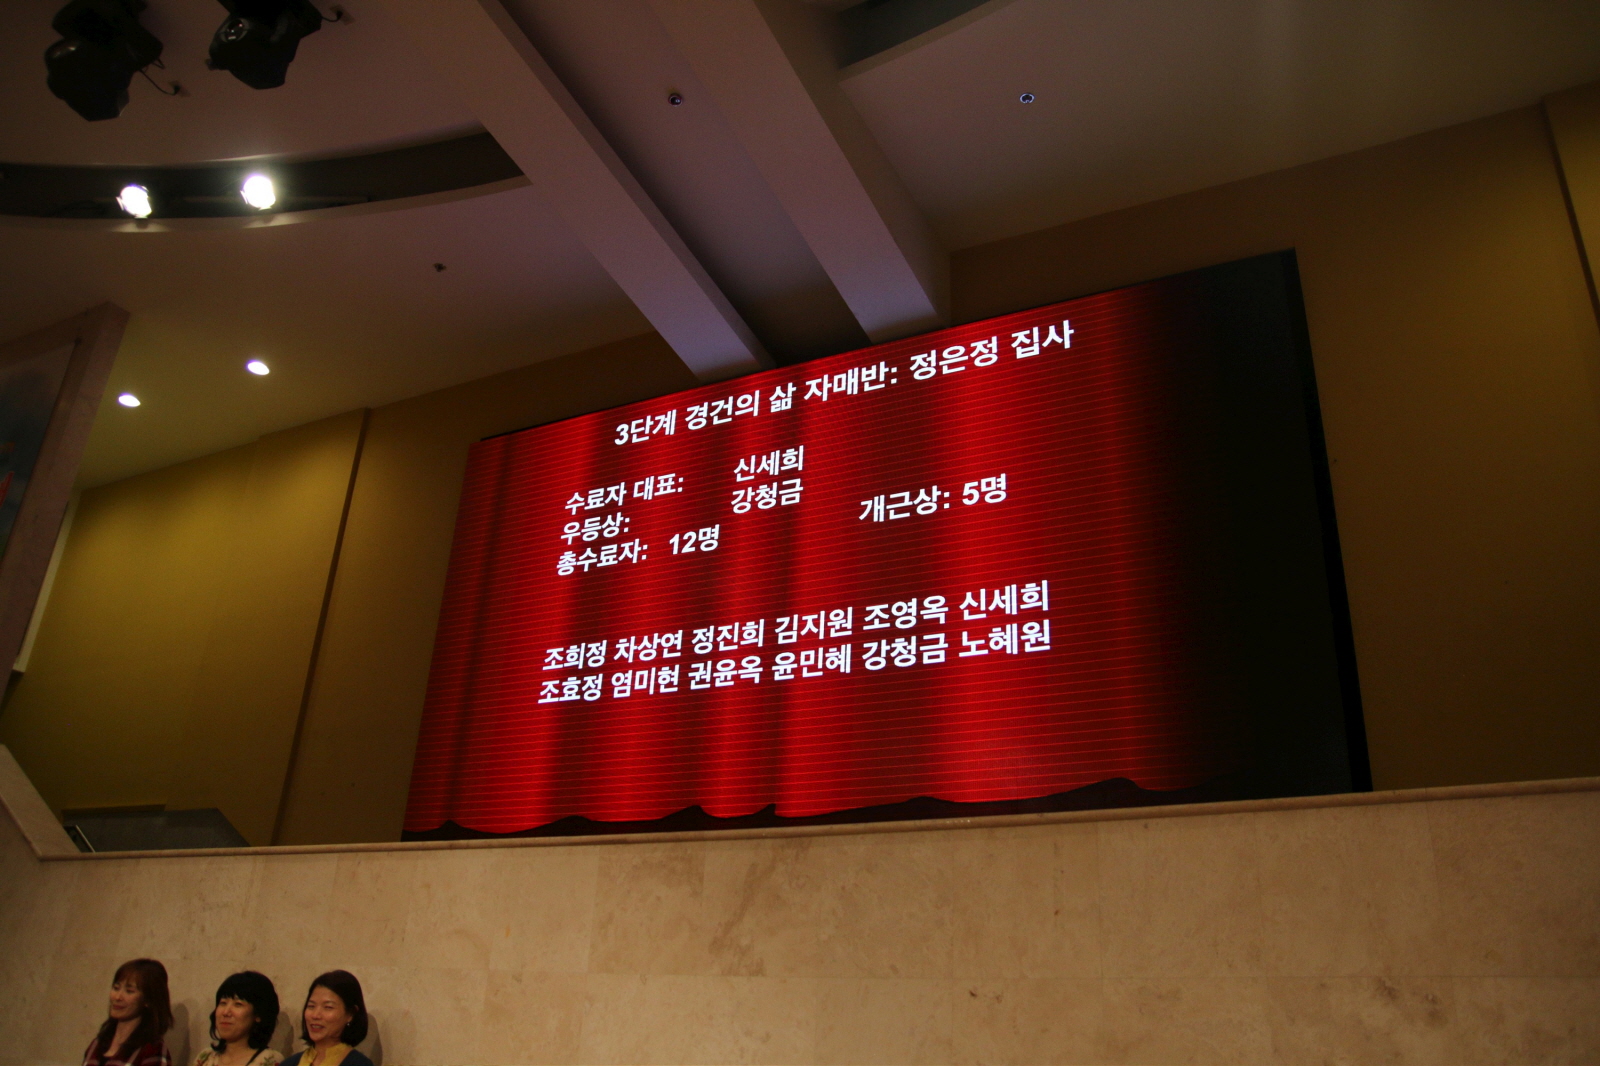 3단계 경건의 삶 자매반: 정은정 집사
수료자 대표: 신세희
우등상: 강청금
총수료자: 12명 개근상: 5명
조희정 차상연 정진희 김지원 조영옥 신세희
조효정 염미현 권윤옥 윤민혜 강청금 노혜원